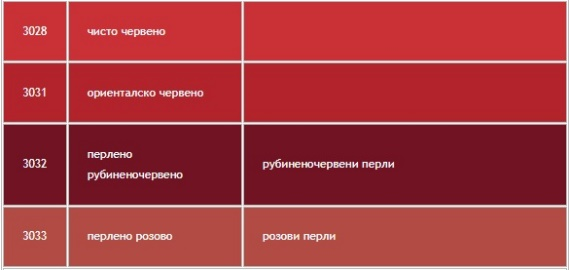 3028 чисто червено
3031 ориенталско червено
перлено
3032 рубиненочервено рубиненочервени перли
3033 перлено розово розови перли